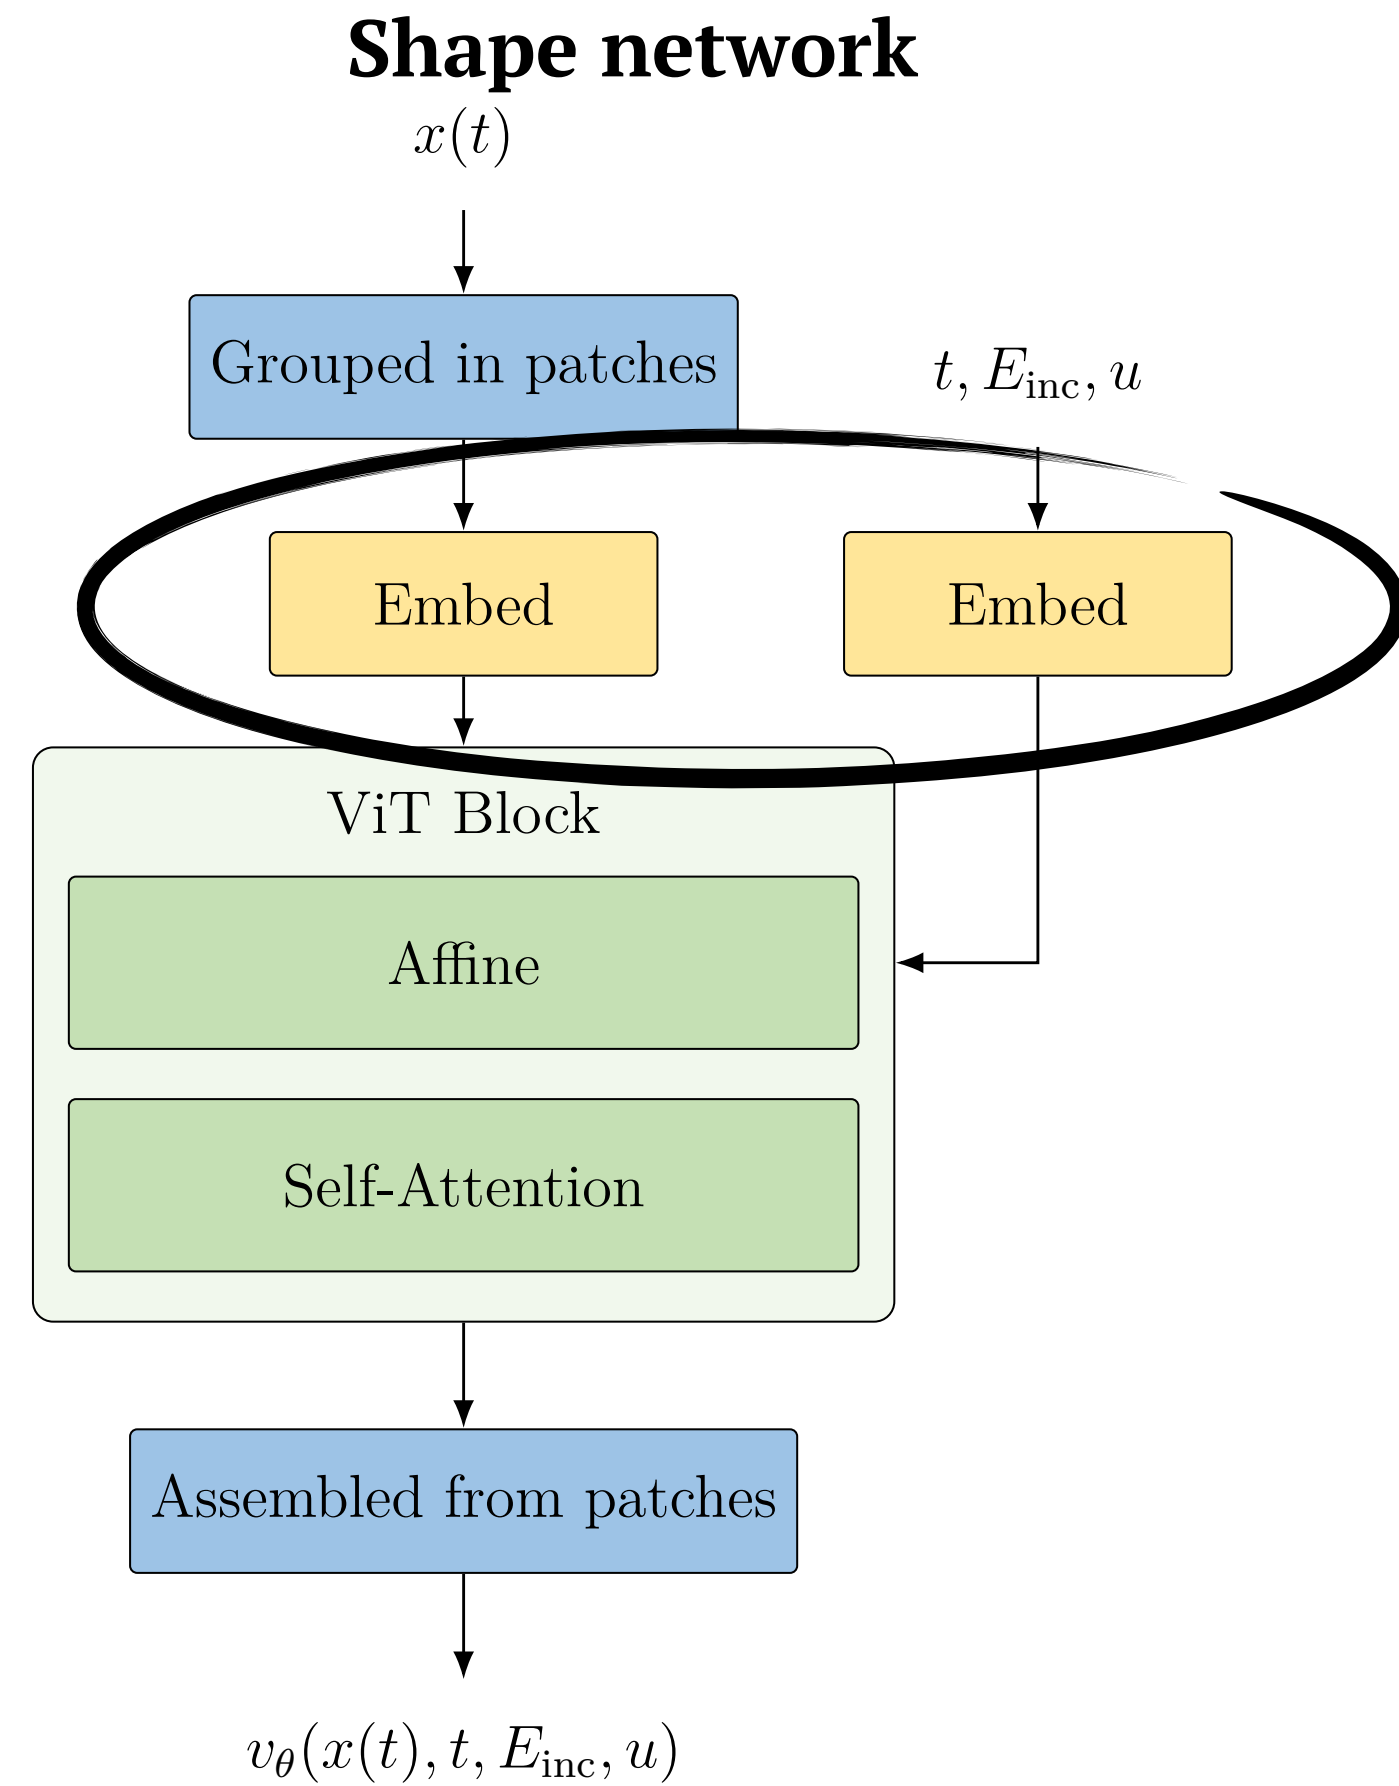 Shape network
x(t)
Grouped in patches
t, E_inc, u
Embed
Embed
ViT Block
Affine
Self-Attention
Assembled from patches
v_θ(x(t), t, E_inc, u)